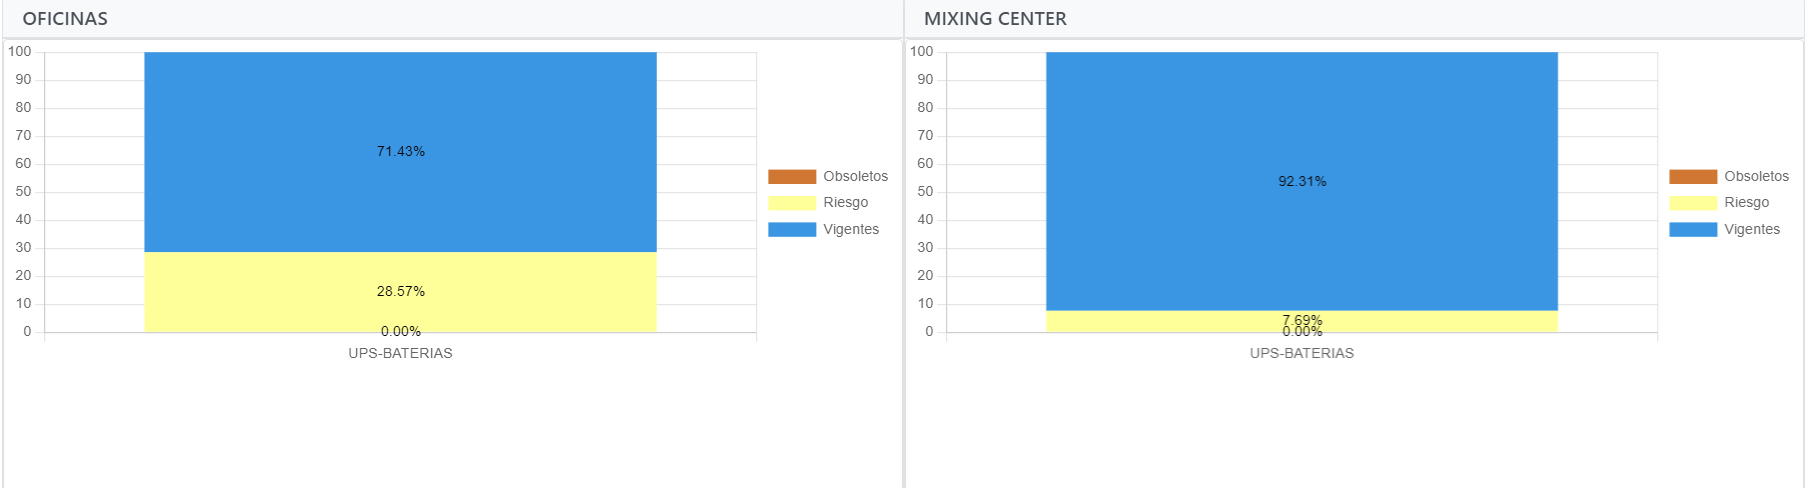 OFICINAS
100
90
80
70
60
50
40
30
20
10
0
71.43%
28.57%
0.00%
UPS-BATERIAS
Obsoletos
Riesgo
Vigentes
MIXING CENTER
100
90
80
70
60
50
40
30
20
10
0
92.31%
7.69%
0.00%
UPS-BATERIAS
Obsoletos
Riesgo
Vigentes